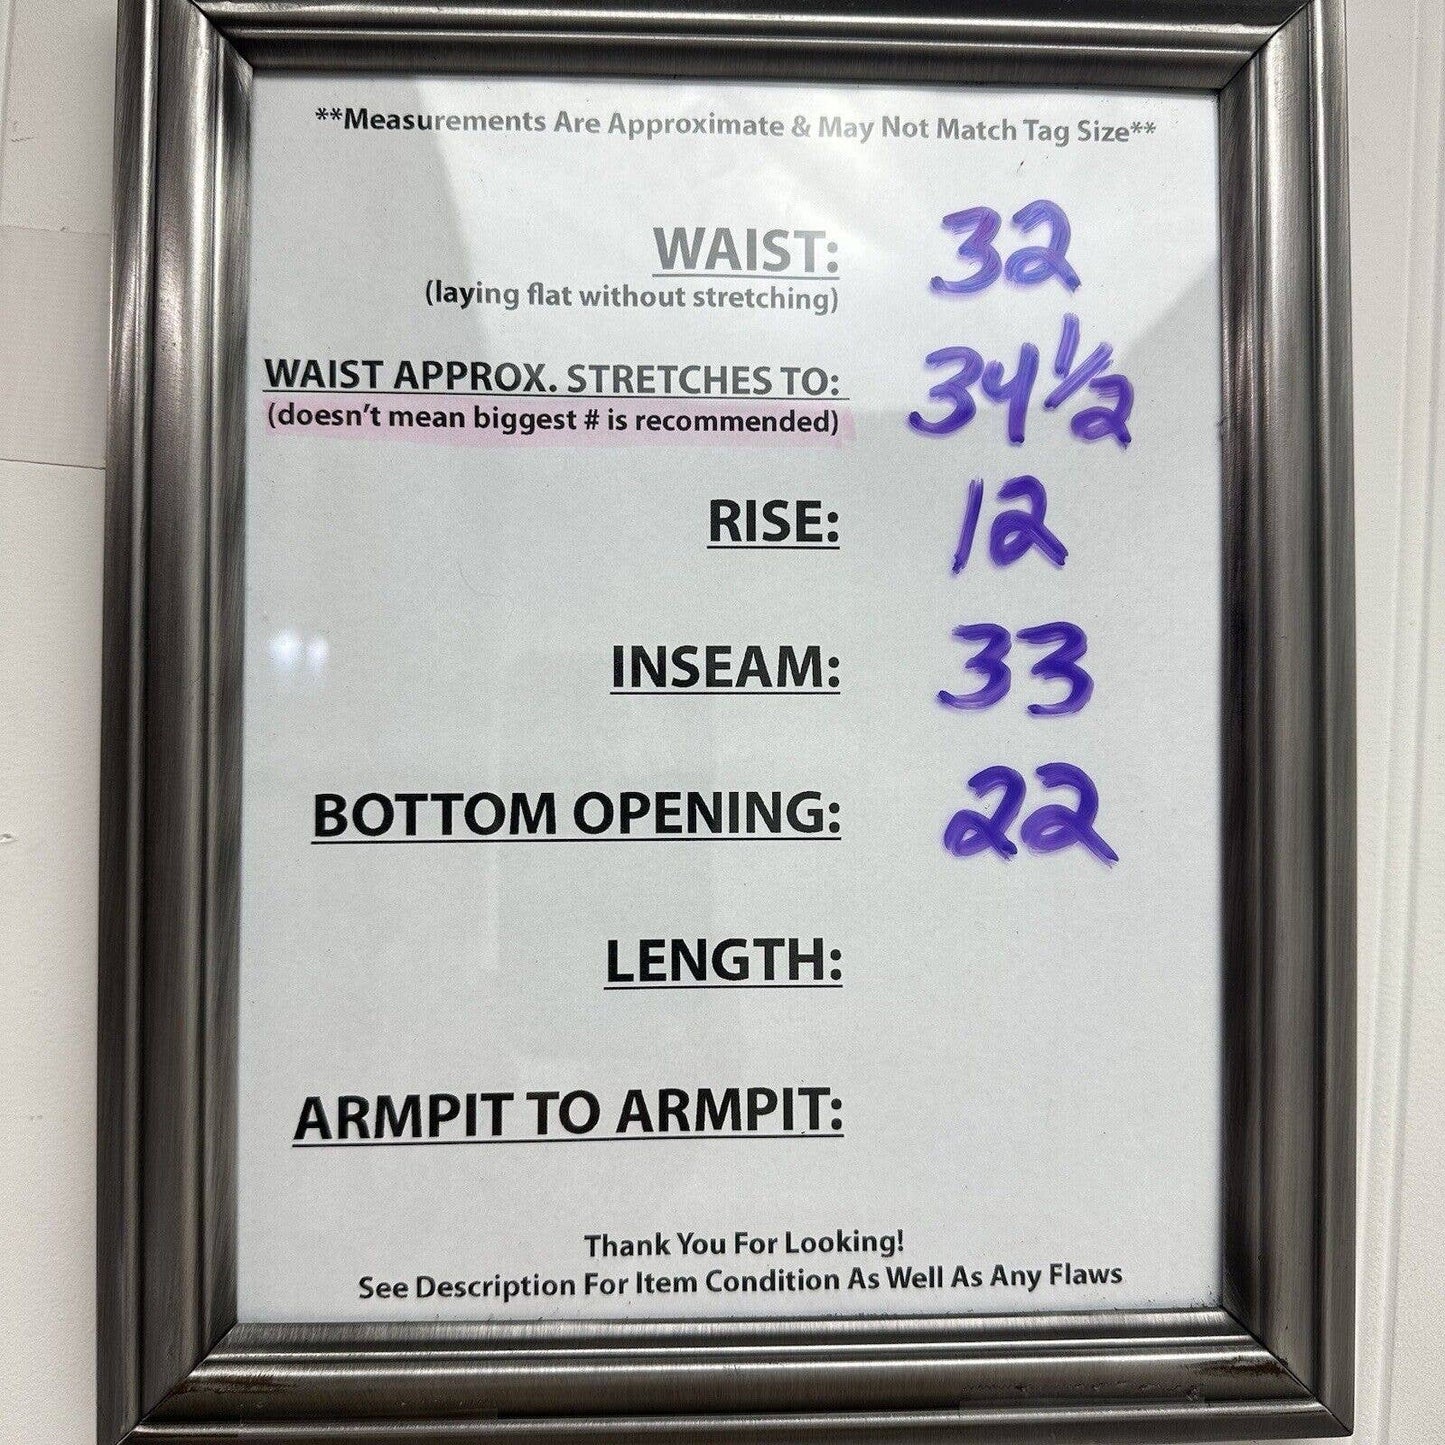 **Measurements Are Approximate & May Not Match Tag Size**
WAIST: 32
(laying flat without stretching)
WAIST APPROX. STRETCHES TO: 34 1/2
(doesn't mean biggest # is recommended)
RISE: 12
INSEAM: 33
BOTTOM OPENING: 22
LENGTH:
ARMPIT TO ARMPIT:
Thank You For Looking!
See Description For Item Condition As Well As Any Flaws